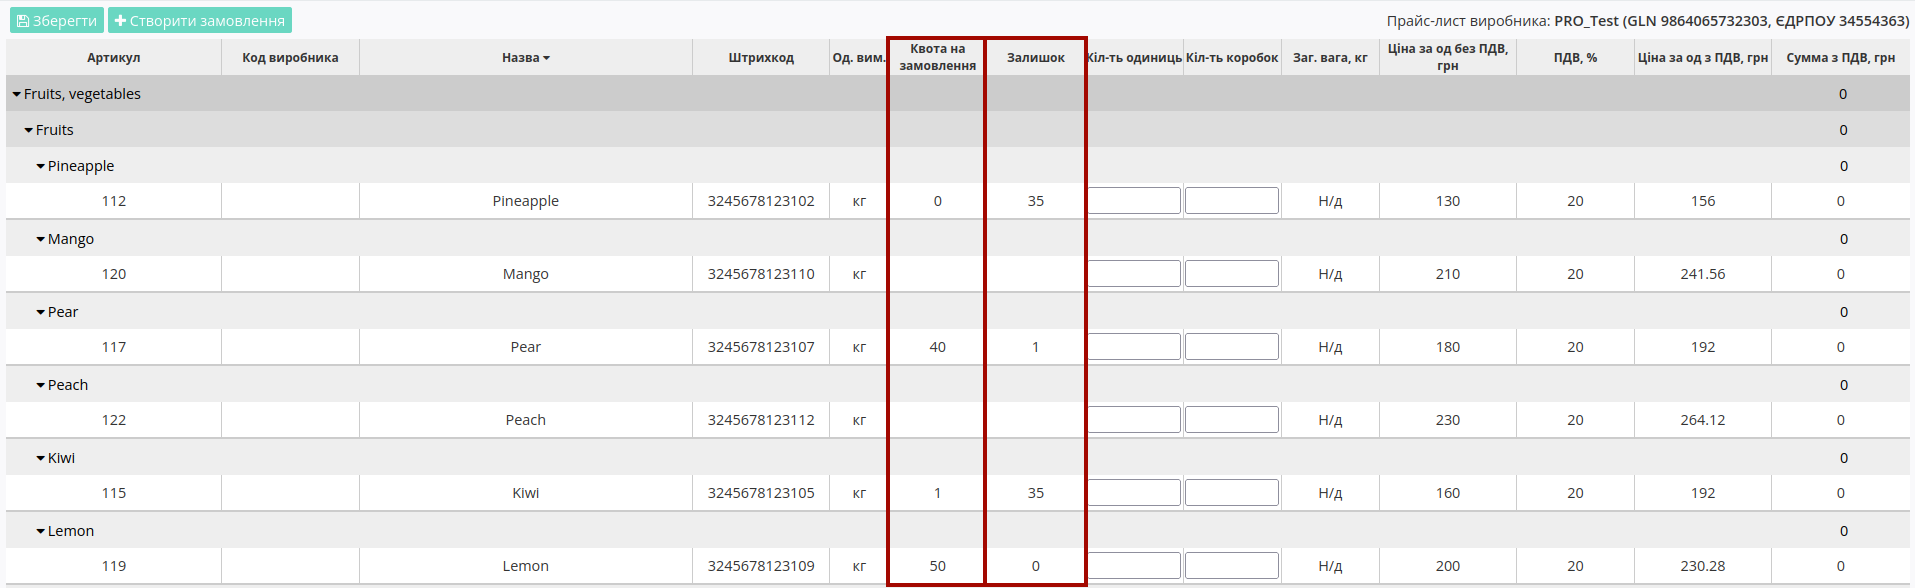 Зберегти Створити замовлення Прайс-лист виробника: PRO_Test (GLN 9864065732303, ЄДРПОУ 34554363)
Артикул Код виробника Назва Штрихкод Од. вим. Квота на замовлення Залишок Кіл-ть одиниць Кіл-ть коробок Заг. вага, кг Ціна за од без ПДВ, грн ПДВ, % Ціна за од з ПДВ, грн Сумма з ПДВ, грн
Fruits, vegetables 0
Fruits 0
Pineapple 0
112 Pineapple 3245678123102 кг 0 35 Н/д 130 20 156 0
Mango 0
120 Mango 3245678123110 кг Н/д 210 20 241.56 0
Pear 0
117 Pear 3245678123107 кг 40 1 Н/д 180 20 192 0
Peach 0
122 Peach 3245678123112 кг Н/д 230 20 264.12 0
Kiwi 0
115 Kiwi 3245678123105 кг 1 35 Н/д 160 20 192 0
Lemon 0
119 Lemon 3245678123109 кг 50 0 Н/д 200 20 230.28 0